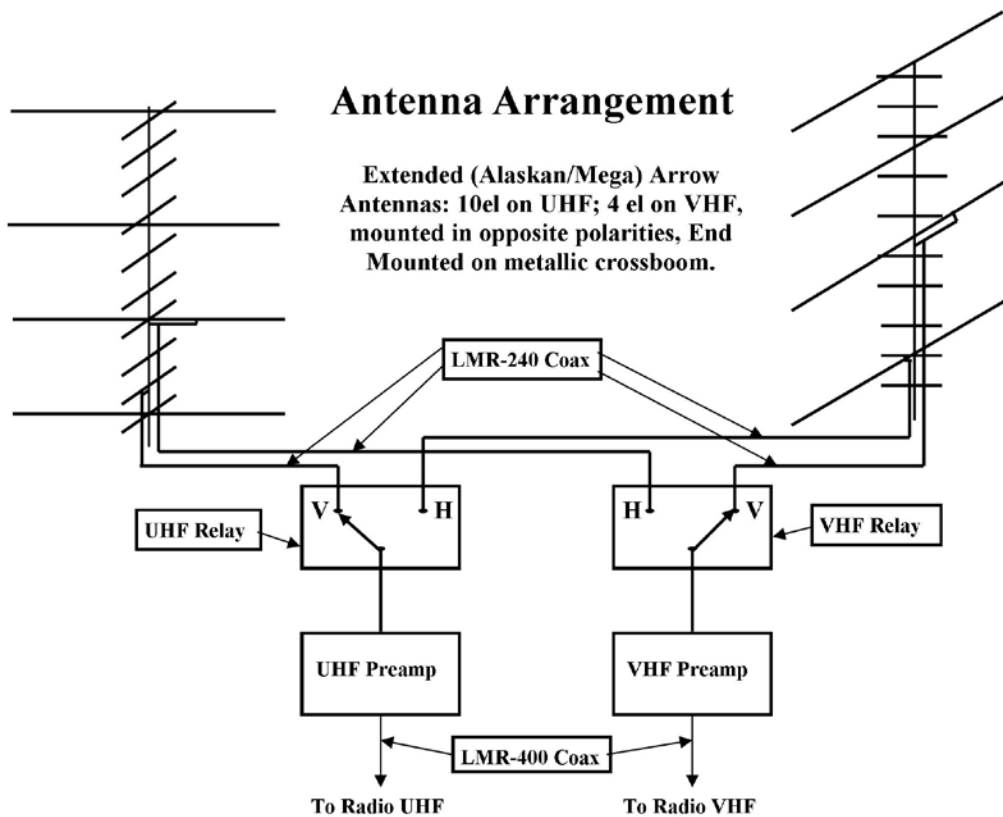 Antenna Arrangement
Extended (Alaskan/Mega) Arrow
Antennas: 10el on UHF; 4 el on VHF,
mounted in opposite polarities, End
Mounted on metallic crossboom.
LMR-240 Coax
V
H
H
V
UHF Relay
VHF Relay
UHF Preamp
VHF Preamp
LMR-400 Coax
To Radio UHF
To Radio VHF